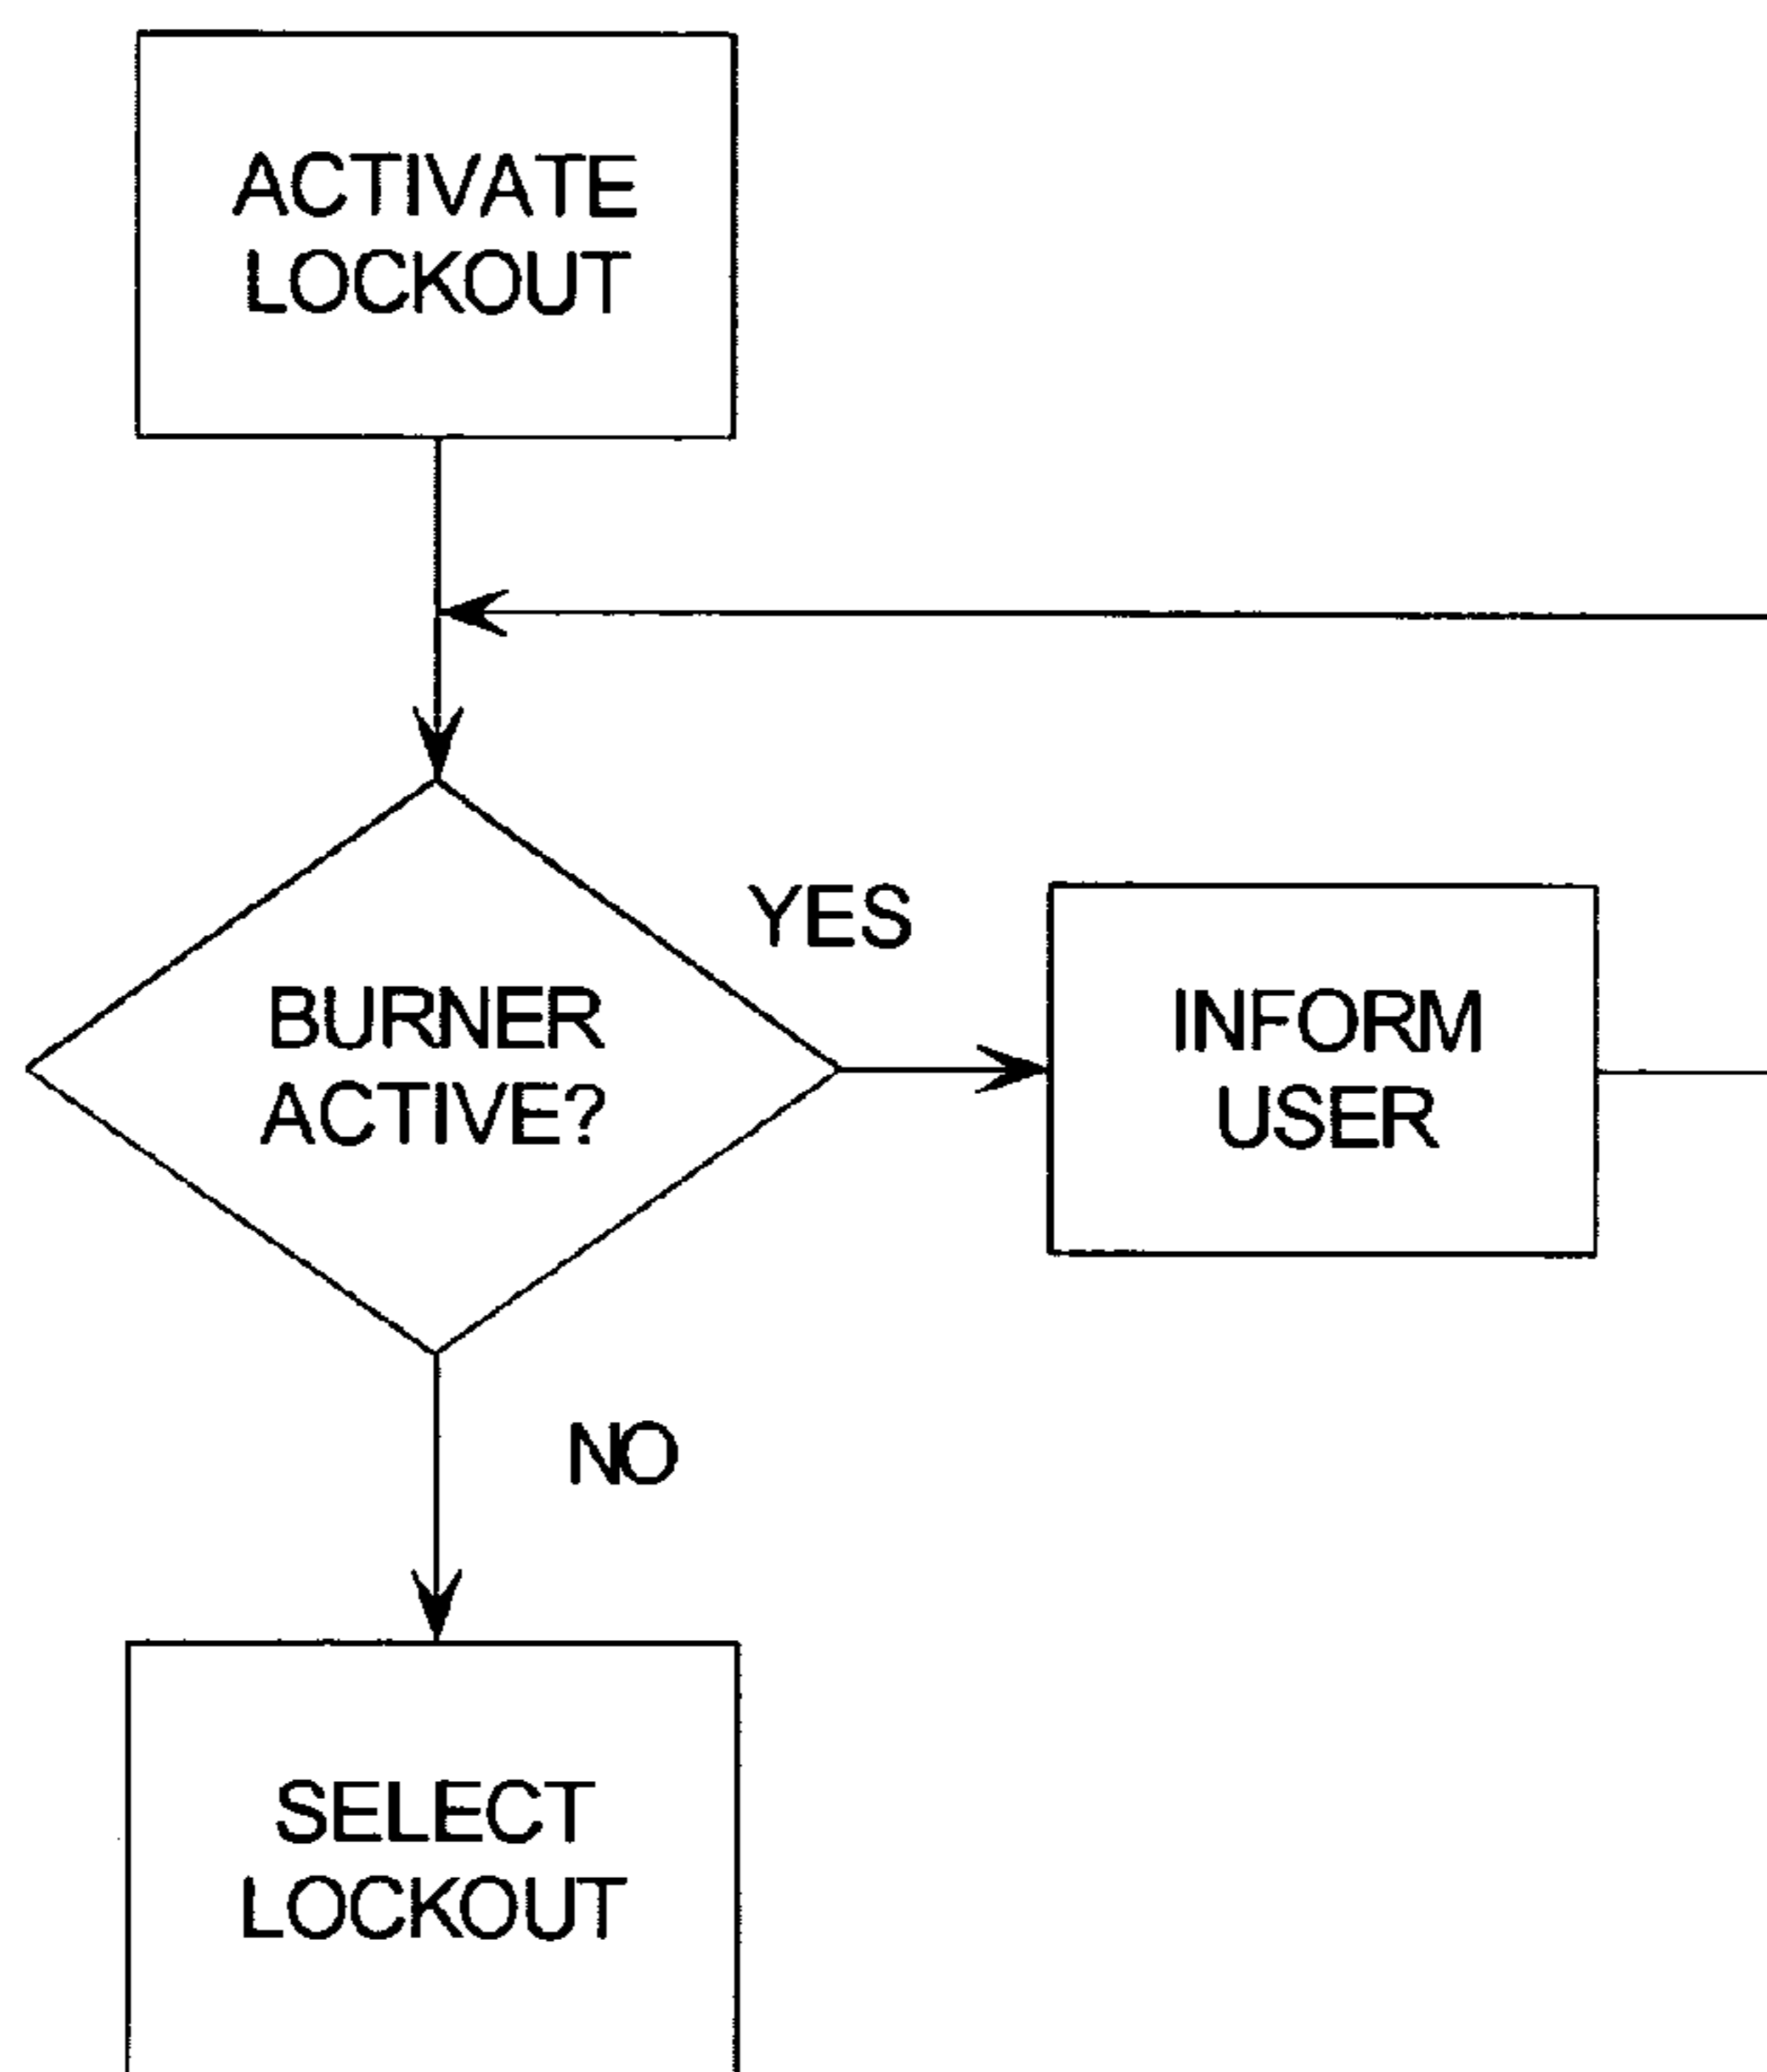 ACTIVATE
LOCKOUT
YES
BURNER
ACTIVE?
INFORM
USER
NO
SELECT
LOCKOUT